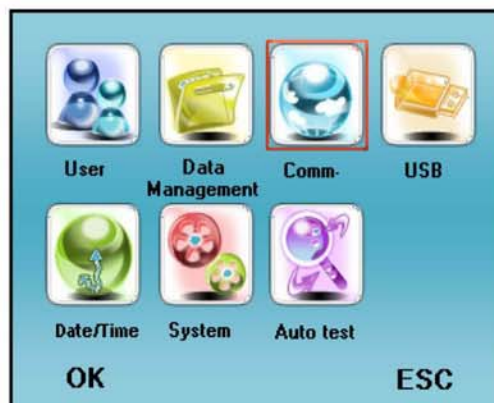 User
Data
Management
Comm-
USB
Date/Time
System
Auto test
OK
ESC